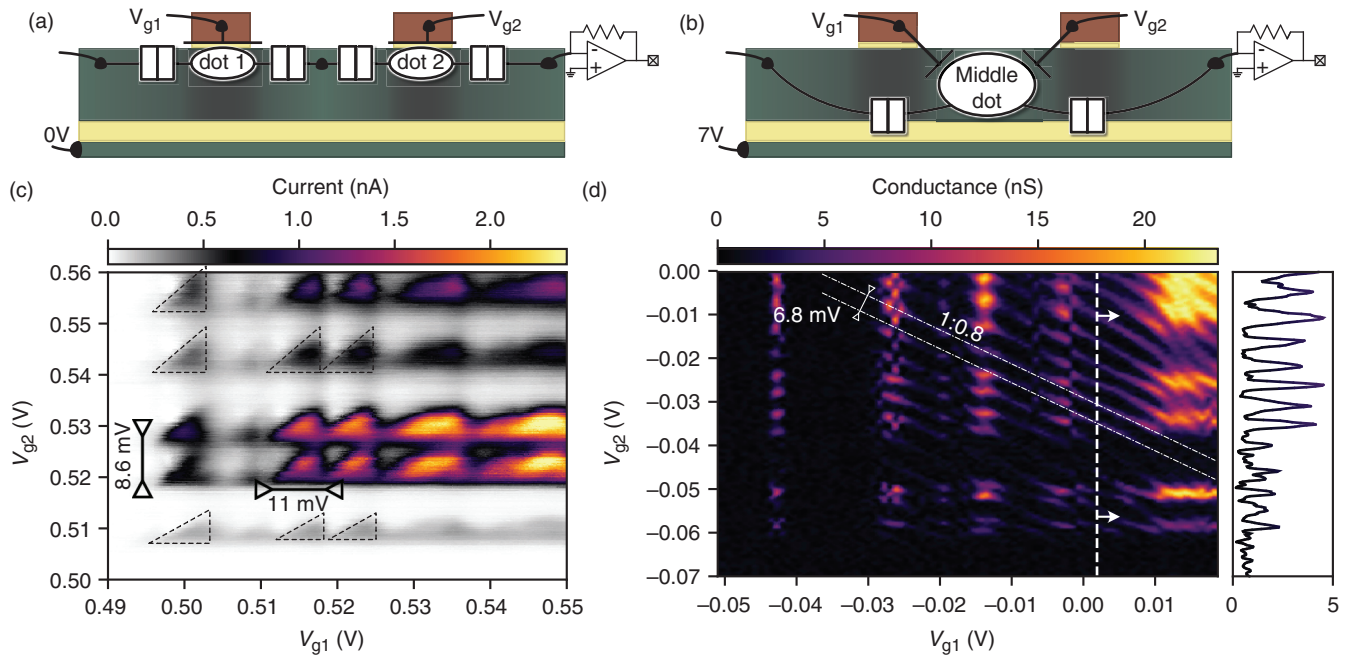 (a)
V_g1
V_g2
dot 1
dot 2
-
+
0V
(b)
V_g1
V_g2
Middle
dot
-
+
7V
(c)
Current (nA)
0.0 0.5 1.0 1.5 2.0
0.56
0.55
0.54
0.53
0.52
0.51
0.50
V_g2 (V)
8.6 mV
11 mV
0.49 0.50 0.51 0.52 0.53 0.54 0.55
V_g1 (V)
(d)
Conductance (nS)
0 5 10 15 20
0.00
−0.01
−0.02
−0.03
−0.04
−0.05
−0.06
−0.07
V_g2 (V)
6.8 mV
1:0.8
−0.05 −0.04 −0.03 −0.02 −0.01 0.00 0.01
V_g1 (V)
0 5